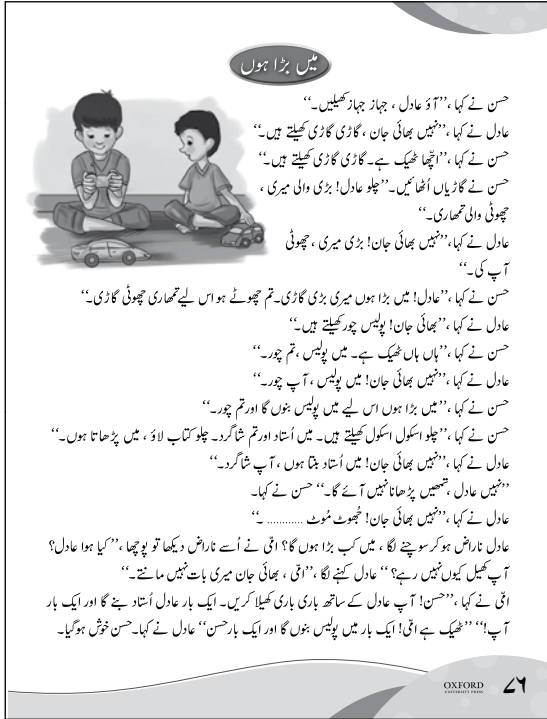 میں بڑا ہوں
حسن نے کہا ،”آؤ عادل ، جہاز جہاز کھیلیں۔“
عادل نے کہا ،”نہیں بھائی جان ، گاڑی گاڑی کھیلتے ہیں۔“
حسن نے کہا ،”اچّھا ٹھیک ہے۔ گاڑی گاڑی کھیلتے ہیں۔“
حسن نے گاڑیاں اُٹھائیں۔”چلو عادل! بڑی والی میری ،
چھوٹی والی تمھاری۔“
عادل نے کہا ،”نہیں بھائی جان! بڑی میری ، چھوٹی
آپ کی۔“
حسن نے کہا ،”عادل! میں بڑا ہوں میری بڑی گاڑی۔ تم چھوٹے ہو اس لیے تمھاری چھوٹی گاڑی۔“
عادل نے کہا ،”بھائی جان! پولیس چور کھیلتے ہیں۔“
حسن نے کہا ،”ہاں ہاں ٹھیک ہے۔ میں پولیس ، تم چور۔“
عادل نے کہا ،”نہیں بھائی جان! میں پولیس ، آپ چور۔“
حسن نے کہا ،”میں بڑا ہوں اس لیے میں پولیس بنوں گا اور تم چور۔“
حسن نے کہا ،”چلو اسکول اسکول کھیلتے ہیں۔ میں اُستاد اور تم شاگرد۔ چلو کتاب لاؤ ، میں پڑھاتا ہوں۔“
عادل نے کہا ،”نہیں بھائی جان! میں اُستاد بنتا ہوں ، آپ شاگرد۔“
”نہیں عادل ، تمھیں پڑھانا نہیں آئے گا۔“ حسن نے کہا۔
عادل نے کہا ،”نہیں بھائی جان! جُھوٹ مُوٹ ............ ۔“
عادل ناراض ہو کر سوچنے لگا ، میں کب بڑا ہوں گا؟ امّی نے اُسے ناراض دیکھا تو پوچھا ،”کیا ہوا عادل؟
آپ کھیل کیوں نہیں رہے؟“ عادل کہنے لگا ،”امّی ، بھائی جان میری بات نہیں مانتے۔“
امّی نے کہا ،”حسن! آپ عادل کے ساتھ باری باری کھیلا کریں۔ ایک بار عادل اُستاد بنے گا اور ایک بار
آپ!“ ”ٹھیک ہے امّی! ایک بار میں پولیس بنوں گا اور ایک بار حسن“ عادل نے کہا۔ حسن خوش ہوگیا۔
OXFORD
UNIVERSITY PRESS
۷۶